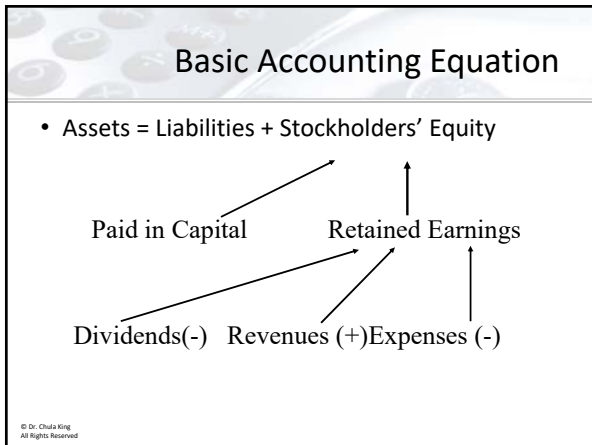 Basic Accounting Equation
• Assets = Liabilities + Stockholders’ Equity
Paid in Capital Retained Earnings
Dividends(-) Revenues (+)Expenses (-)
© Dr. Chula King
All Rights Reserved